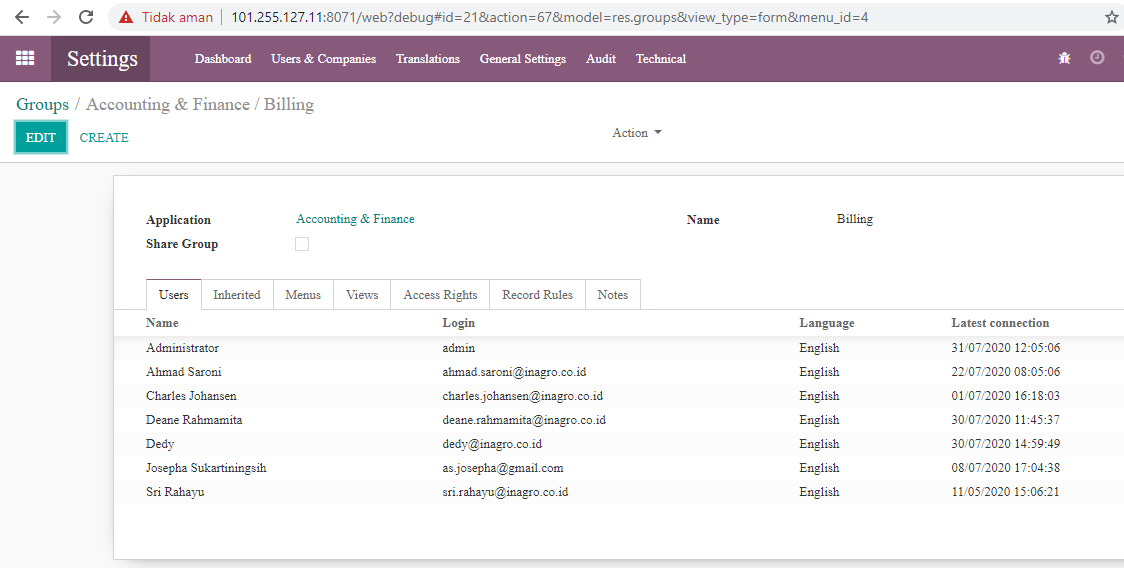 Tidak aman 101.255.127.11:8071/web?debug#id=21&action=67&model=res.groups&view_type=form&menu_id=4
Settings Dashboard Users & Companies Translations General Settings Audit Technical
Groups / Accounting & Finance / Billing
EDIT CREATE Action
Application Accounting & Finance Name Billing
Share Group
Users Inherited Menus Views Access Rights Record Rules Notes
Name Login Language Latest connection
Administrator admin English 31/07/2020 12:05:06
Ahmad Saroni ahmad.saroni@inagro.co.id English 22/07/2020 08:05:06
Charles Johansen charles.johansen@inagro.co.id English 01/07/2020 16:18:03
Deane Rahmamita deane.rahmamita@inagro.co.id English 30/07/2020 11:45:37
Dedy dedy@inagro.co.id English 30/07/2020 14:59:49
Josepha Sukartiningsih as.josepha@gmail.com English 08/07/2020 17:04:38
Sri Rahayu sri.rahayu@inagro.co.id English 11/05/2020 15:06:21